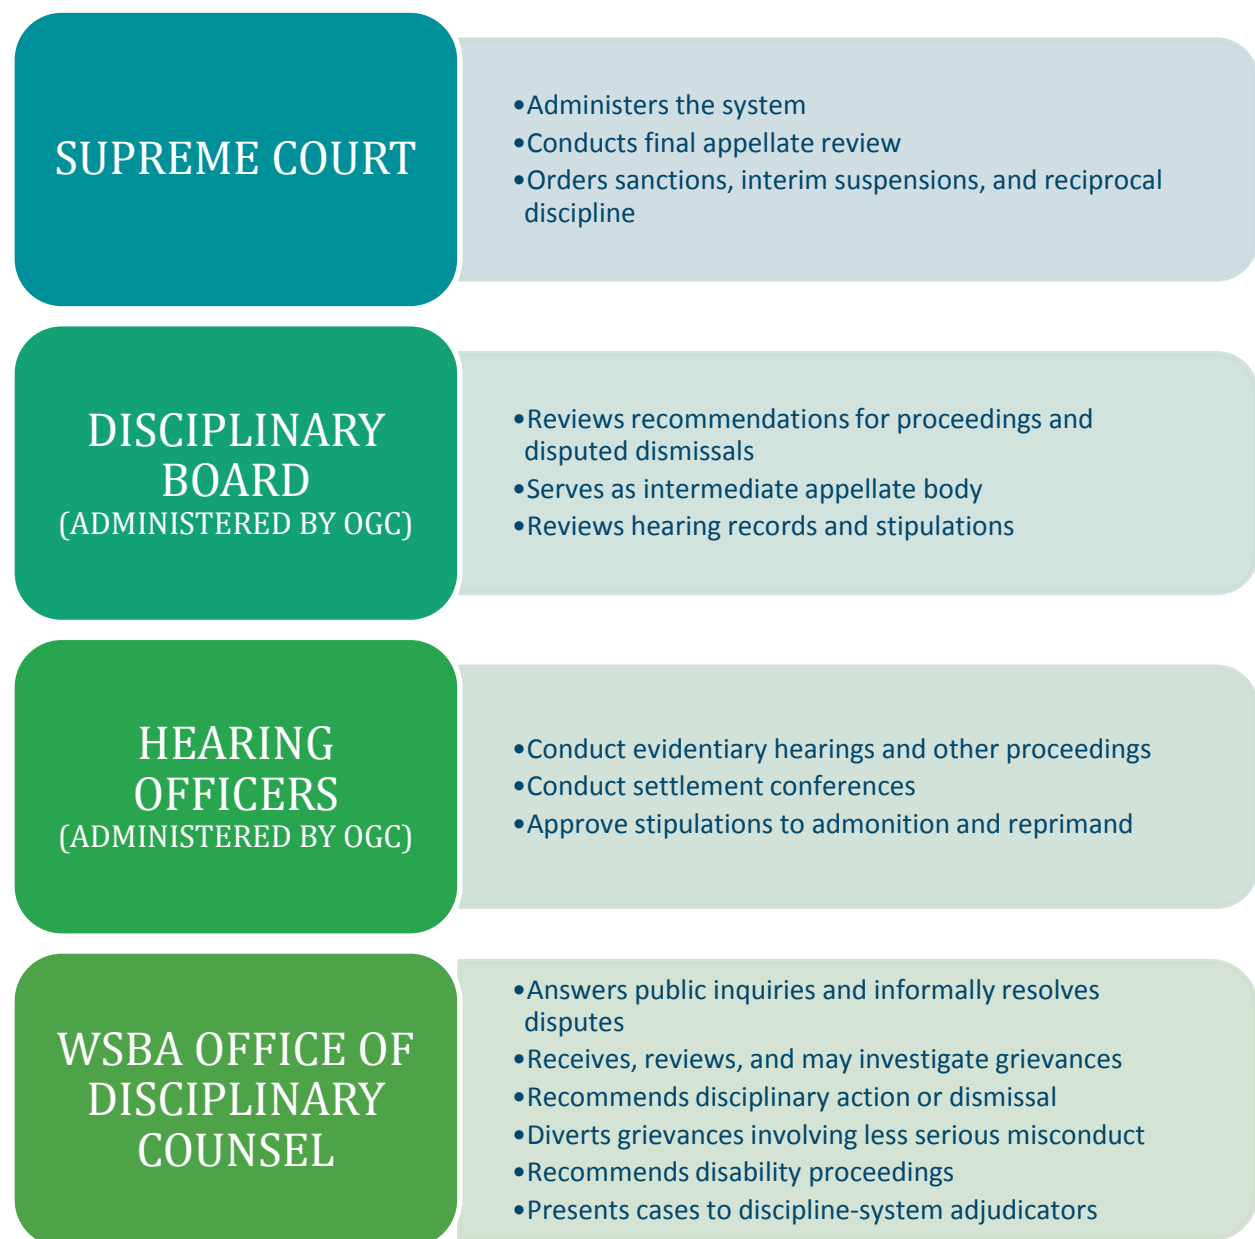 SUPREME COURT
•Administers the system
•Conducts final appellate review
•Orders sanctions, interim suspensions, and reciprocal
discipline
DISCIPLINARY
BOARD
(ADMINISTERED BY OGC)
•Reviews recommendations for proceedings and
disputed dismissals
•Serves as intermediate appellate body
•Reviews hearing records and stipulations
HEARING
OFFICERS
(ADMINISTERED BY OGC)
•Conduct evidentiary hearings and other proceedings
•Conduct settlement conferences
•Approve stipulations to admonition and reprimand
WSBA OFFICE OF
DISCIPLINARY
COUNSEL
•Answers public inquiries and informally resolves
disputes
•Receives, reviews, and may investigate grievances
•Recommends disciplinary action or dismissal
•Diverts grievances involving less serious misconduct
•Recommends disability proceedings
•Presents cases to discipline-system adjudicators